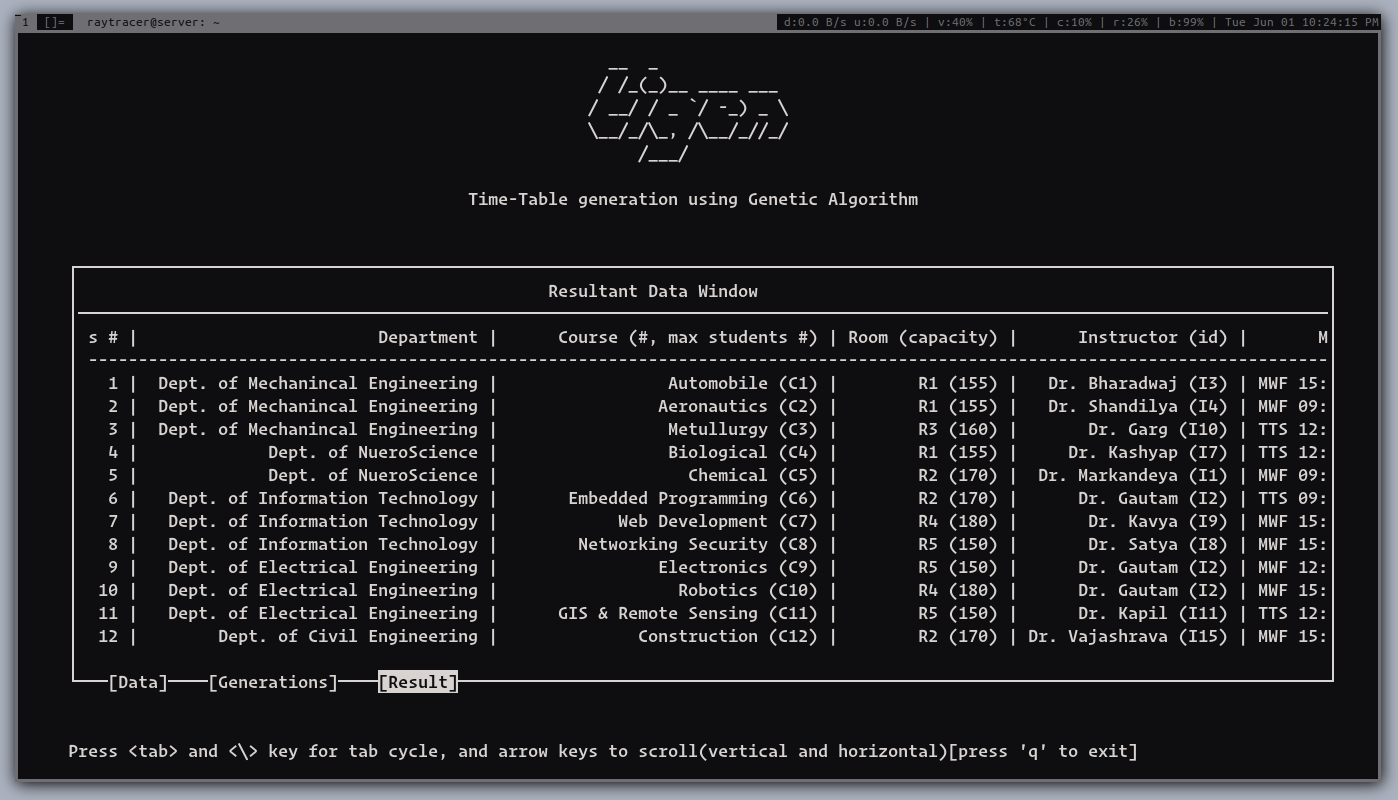 1 []= raytracer@server: ~ d:0.0 B/s u:0.0 B/s | v:40% | t:68°C | c:10% | r:26% | b:99% | Tue Jun 01 10:24:15 PM
   __  _
  / /_(_)__ ____ ___
 / __/ / _ `/ -_) _ \
 \__/_/\_, /\__/_//_/
      /___/
Time-Table generation using Genetic Algorithm
Resultant Data Window
s # | Department | Course (#, max students #) | Room (capacity) | Instructor (id) | M
----------------------------------------------------------------------------------------------------------------------------
1 | Dept. of Mechanincal Engineering | Automobile (C1) | R1 (155) | Dr. Bharadwaj (I3) | MWF 15:
2 | Dept. of Mechanincal Engineering | Aeronautics (C2) | R1 (155) | Dr. Shandilya (I4) | MWF 09:
3 | Dept. of Mechanincal Engineering | Metullurgy (C3) | R3 (160) | Dr. Garg (I10) | TTS 12:
4 | Dept. of NueroScience | Biological (C4) | R1 (155) | Dr. Kashyap (I7) | TTS 12:
5 | Dept. of NueroScience | Chemical (C5) | R2 (170) | Dr. Markandeya (I1) | MWF 09:
6 | Dept. of Information Technology | Embedded Programming (C6) | R2 (170) | Dr. Gautam (I2) | TTS 09:
7 | Dept. of Information Technology | Web Development (C7) | R4 (180) | Dr. Kavya (I9) | MWF 15:
8 | Dept. of Information Technology | Networking Security (C8) | R5 (150) | Dr. Satya (I8) | MWF 15:
9 | Dept. of Electrical Engineering | Electronics (C9) | R5 (150) | Dr. Gautam (I2) | MWF 12:
10 | Dept. of Electrical Engineering | Robotics (C10) | R4 (180) | Dr. Gautam (I2) | MWF 15:
11 | Dept. of Electrical Engineering | GIS & Remote Sensing (C11) | R5 (150) | Dr. Kapil (I11) | TTS 12:
12 | Dept. of Civil Engineering | Construction (C12) | R2 (170) | Dr. Vajashrava (I15) | MWF 15:
[Data] [Generations] [Result]
Press <tab> and <\> key for tab cycle, and arrow keys to scroll(vertical and horizontal)[press 'q' to exit]